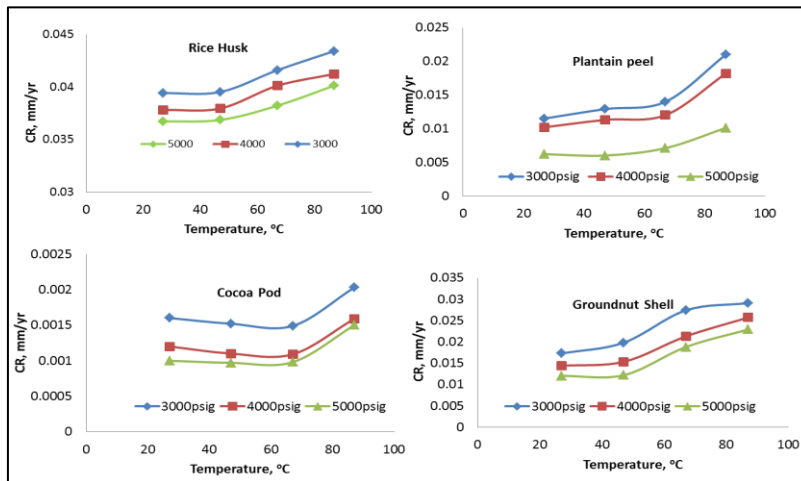 Rice Husk
CR, mm/yr
0.045
0.04
0.035
0.03
5000 4000 3000
0 20 40 60 80 100
Temperature, °C
Plantain peel
CR, mm/yr
0.025
0.02
0.015
0.01
0.005
0
3000psig 4000psig 5000psig
0 20 40 60 80 100
Temperature, °C
Cocoa Pod
CR, mm/yr
0.0025
0.002
0.0015
0.001
0.0005
0
3000psig 4000psig 5000psig
0 20 40 60 80 100
Temperature, °C
Groundnut Shell
CR, mm/yr
0.035
0.03
0.025
0.02
0.015
0.01
0.005
0
3000psig 4000psig 5000psig
0 20 40 60 80 100
Temperature, °C